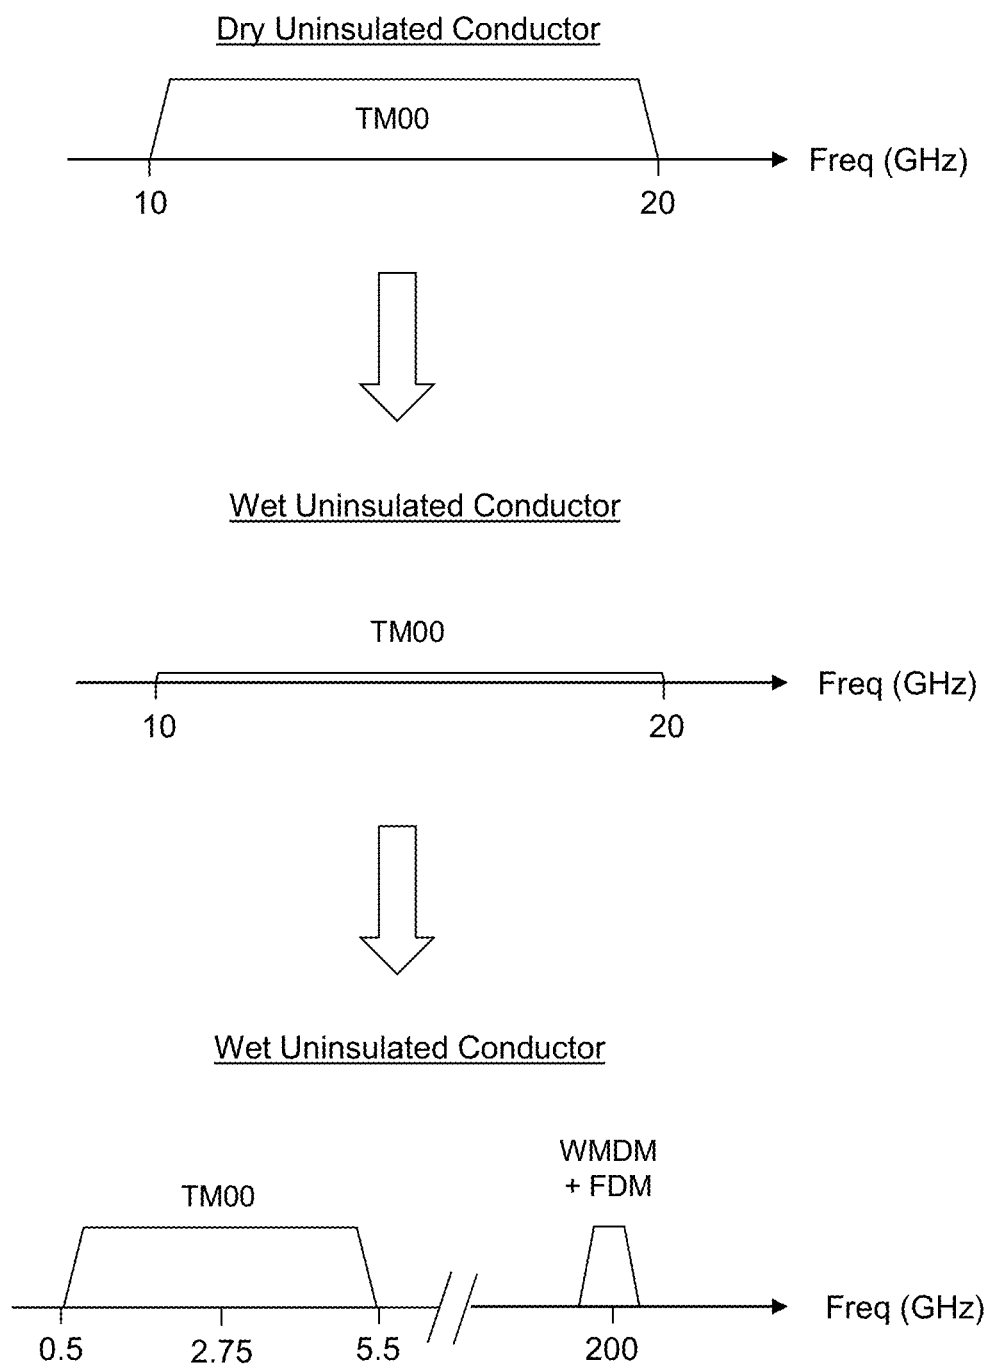 Dry Uninsulated Conductor
TM00
Freq (GHz)
10
20
Wet Uninsulated Conductor
TM00
Freq (GHz)
10
20
Wet Uninsulated Conductor
WMDM
+ FDM
TM00
Freq (GHz)
0.5
2.75
5.5
200